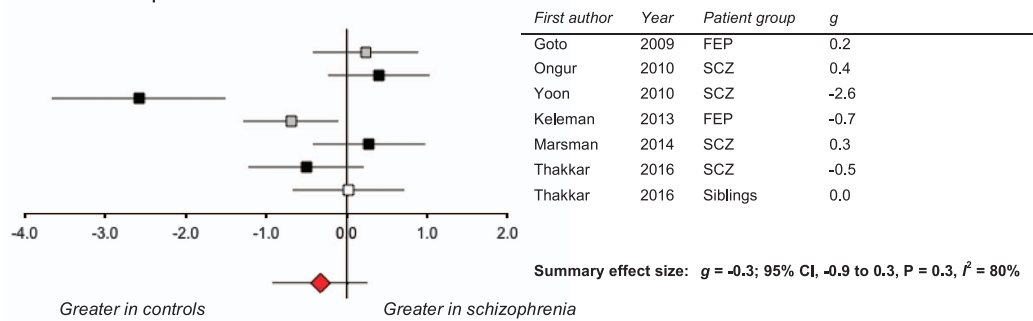 First author Year Patient group g
Goto 2009 FEP 0.2
Ongur 2010 SCZ 0.4
Yoon 2010 SCZ -2.6
Keleman 2013 FEP -0.7
Marsman 2014 SCZ 0.3
Thakkar 2016 SCZ -0.5
Thakkar 2016 Siblings 0.0
-4.0 -3.0 -2.0 -1.0 0.0 1.0 2.0
Summary effect size: g = -0.3; 95% CI, -0.9 to 0.3, P = 0.3, I² = 80%
Greater in controls Greater in schizophrenia